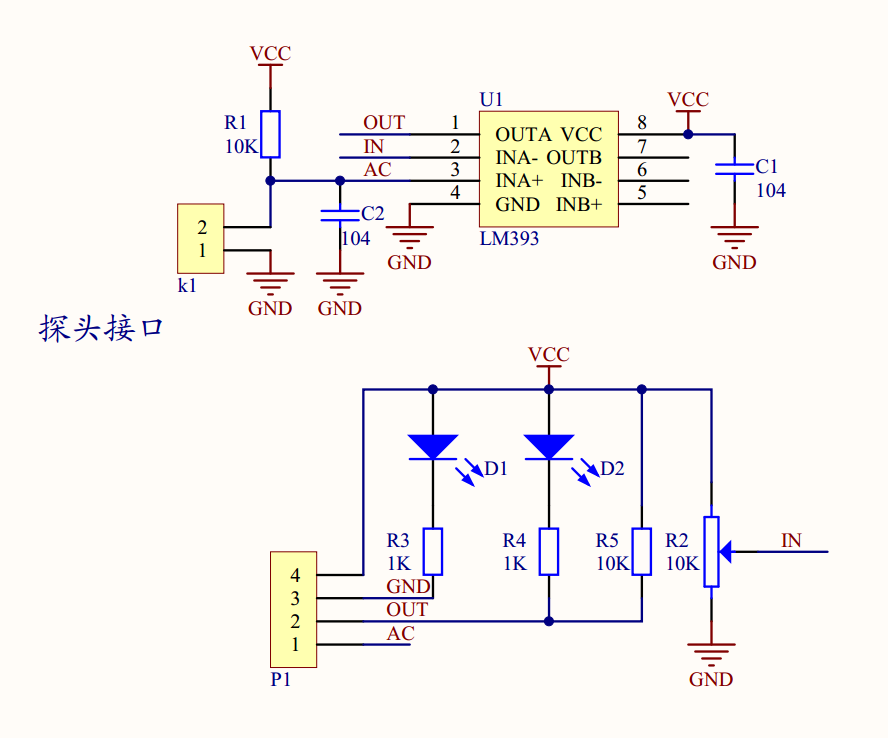 VCC
R1
10K
OUT
IN
AC
C2
104
GND
GND
GND
2
1
k1
探头接口
U1
1
2
3
4
OUTA VCC
INA- OUTB
INA+ INB-
GND INB+
8
7
6
5
LM393
VCC
C1
104
GND
VCC
D1
D2
R3
1K
R4
1K
R5
10K
R2
10K
IN
GND
4
3
2
1
GND
OUT
AC
P1